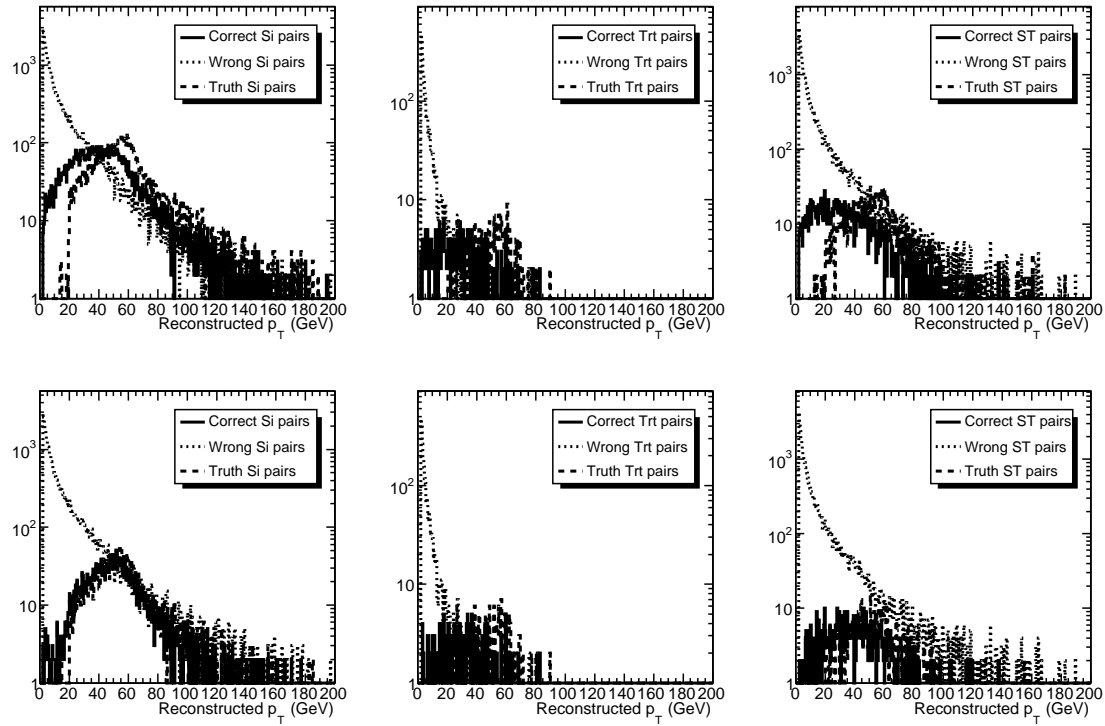 Correct Si pairs
Wrong Si pairs
Truth Si pairs
10³
10²
10
1
0 20 40 60 80 100 120 140 160 180 200
Reconstructed p_T (GeV)
Correct Trt pairs
Wrong Trt pairs
Truth Trt pairs
10²
10
1
0 20 40 60 80 100 120 140 160 180 200
Reconstructed p_T (GeV)
Correct ST pairs
Wrong ST pairs
Truth ST pairs
10³
10²
10
1
0 20 40 60 80 100 120 140 160 180 200
Reconstructed p_T (GeV)
Correct Si pairs
Wrong Si pairs
Truth Si pairs
10³
10²
10
1
0 20 40 60 80 100 120 140 160 180 200
Reconstructed p_T (GeV)
Correct Trt pairs
Wrong Trt pairs
Truth Trt pairs
10²
10
1
0 20 40 60 80 100 120 140 160 180 200
Reconstructed p_T (GeV)
Correct ST pairs
Wrong ST pairs
Truth ST pairs
10³
10²
10
1
0 20 40 60 80 100 120 140 160 180 200
Reconstructed p_T (GeV)